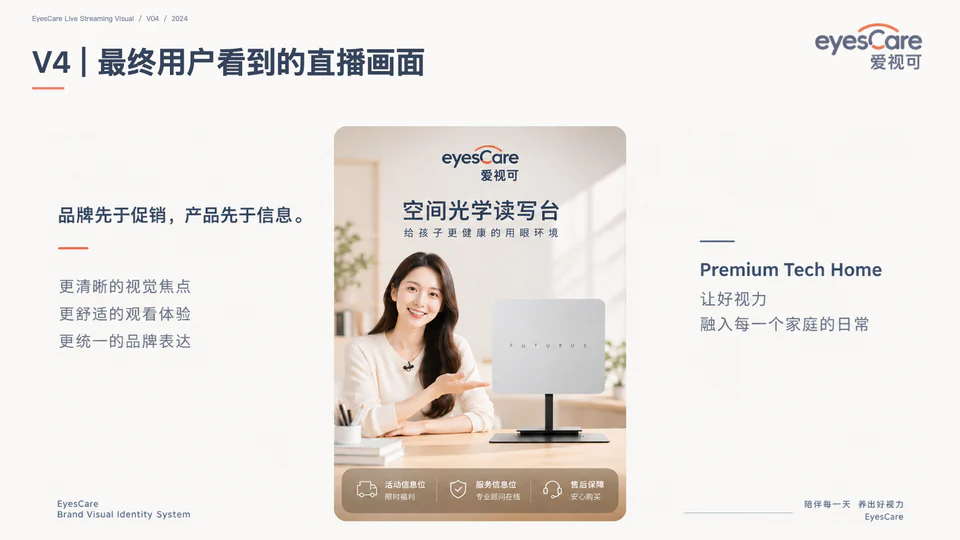 EyesCare Live Streaming Visual / V04 / 2024
eyesCare
爱视可
V4 | 最终用户看到的直播画面
品牌先于促销，产品先于信息。
更清晰的视觉焦点
更舒适的观看体验
更统一的品牌表达
eyesCare
爱视可
空间光学读写台
给孩子更健康的用眼环境
FUTURUS
活动信息位
限时福利
服务信息位
专业顾问在线
售后保障
安心购买
Premium Tech Home
让好视力
融入每一个家庭的日常
EyesCare
Brand Visual Identity System
陪伴每一天 养出好视力
EyesCare